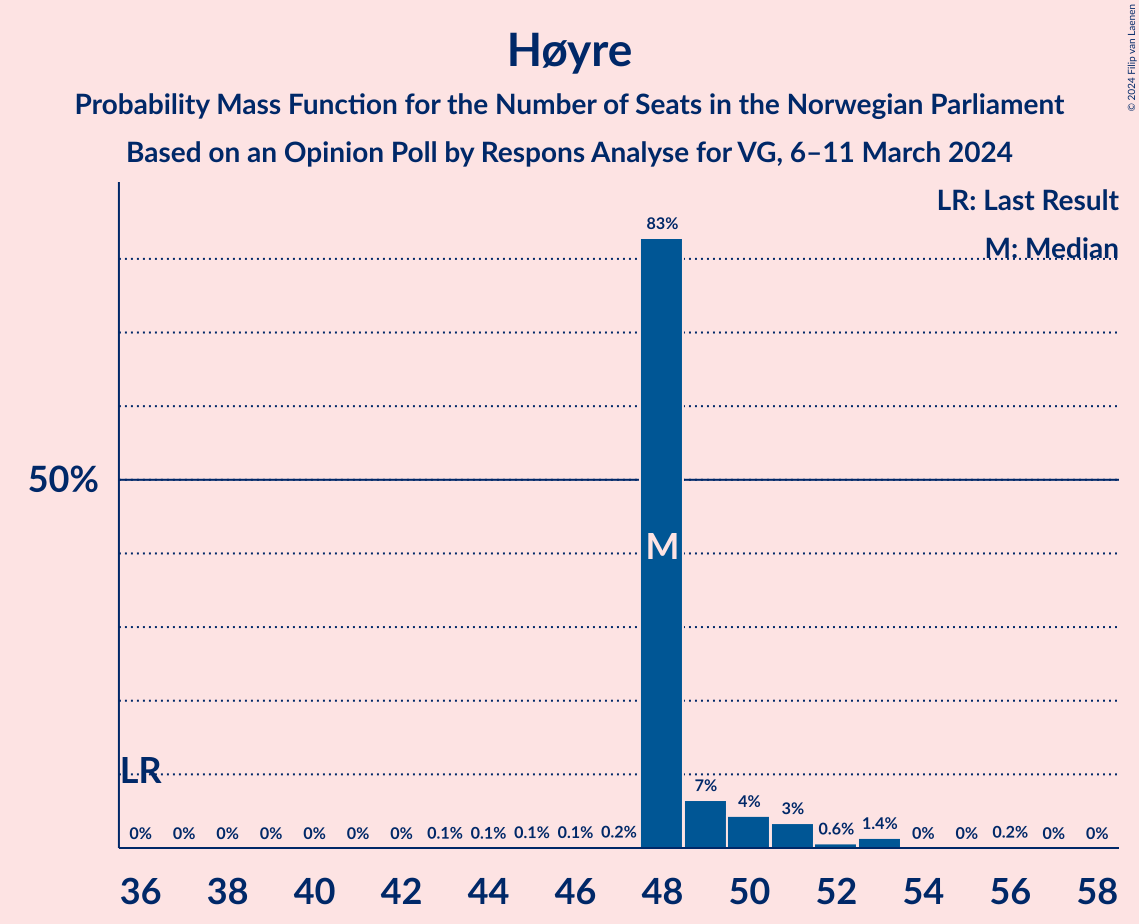 Høyre
Probability Mass Function for the Number of Seats in the Norwegian Parliament
Based on an Opinion Poll by Respons Analyse for VG, 6–11 March 2024
© 2024 Filip van Laenen
LR: Last Result
M: Median
83%
50%
M
LR
7%
4%
3%
0% 0% 0% 0% 0% 0% 0% 0.1% 0.1% 0.1% 0.1% 0.2% 0.6% 1.4% 0% 0% 0.2% 0% 0%
36 38 40 42 44 46 48 50 52 54 56 58